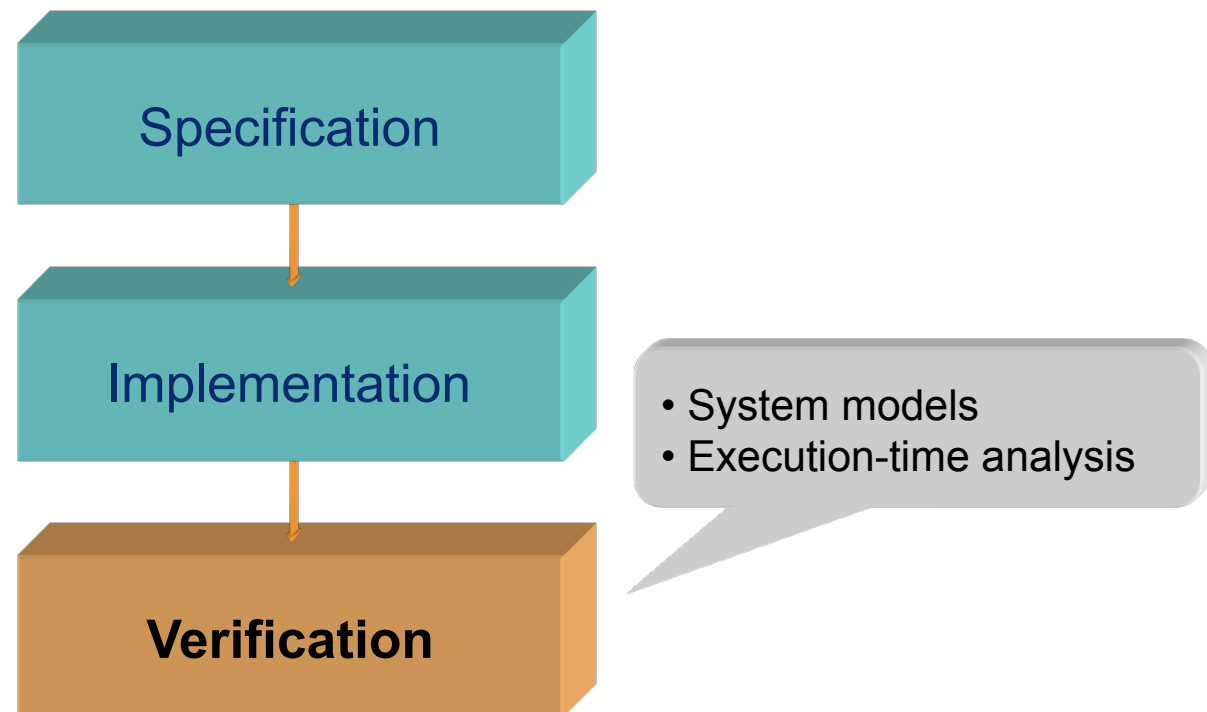 Specification
Implementation
• System models
• Execution-time analysis
Verification